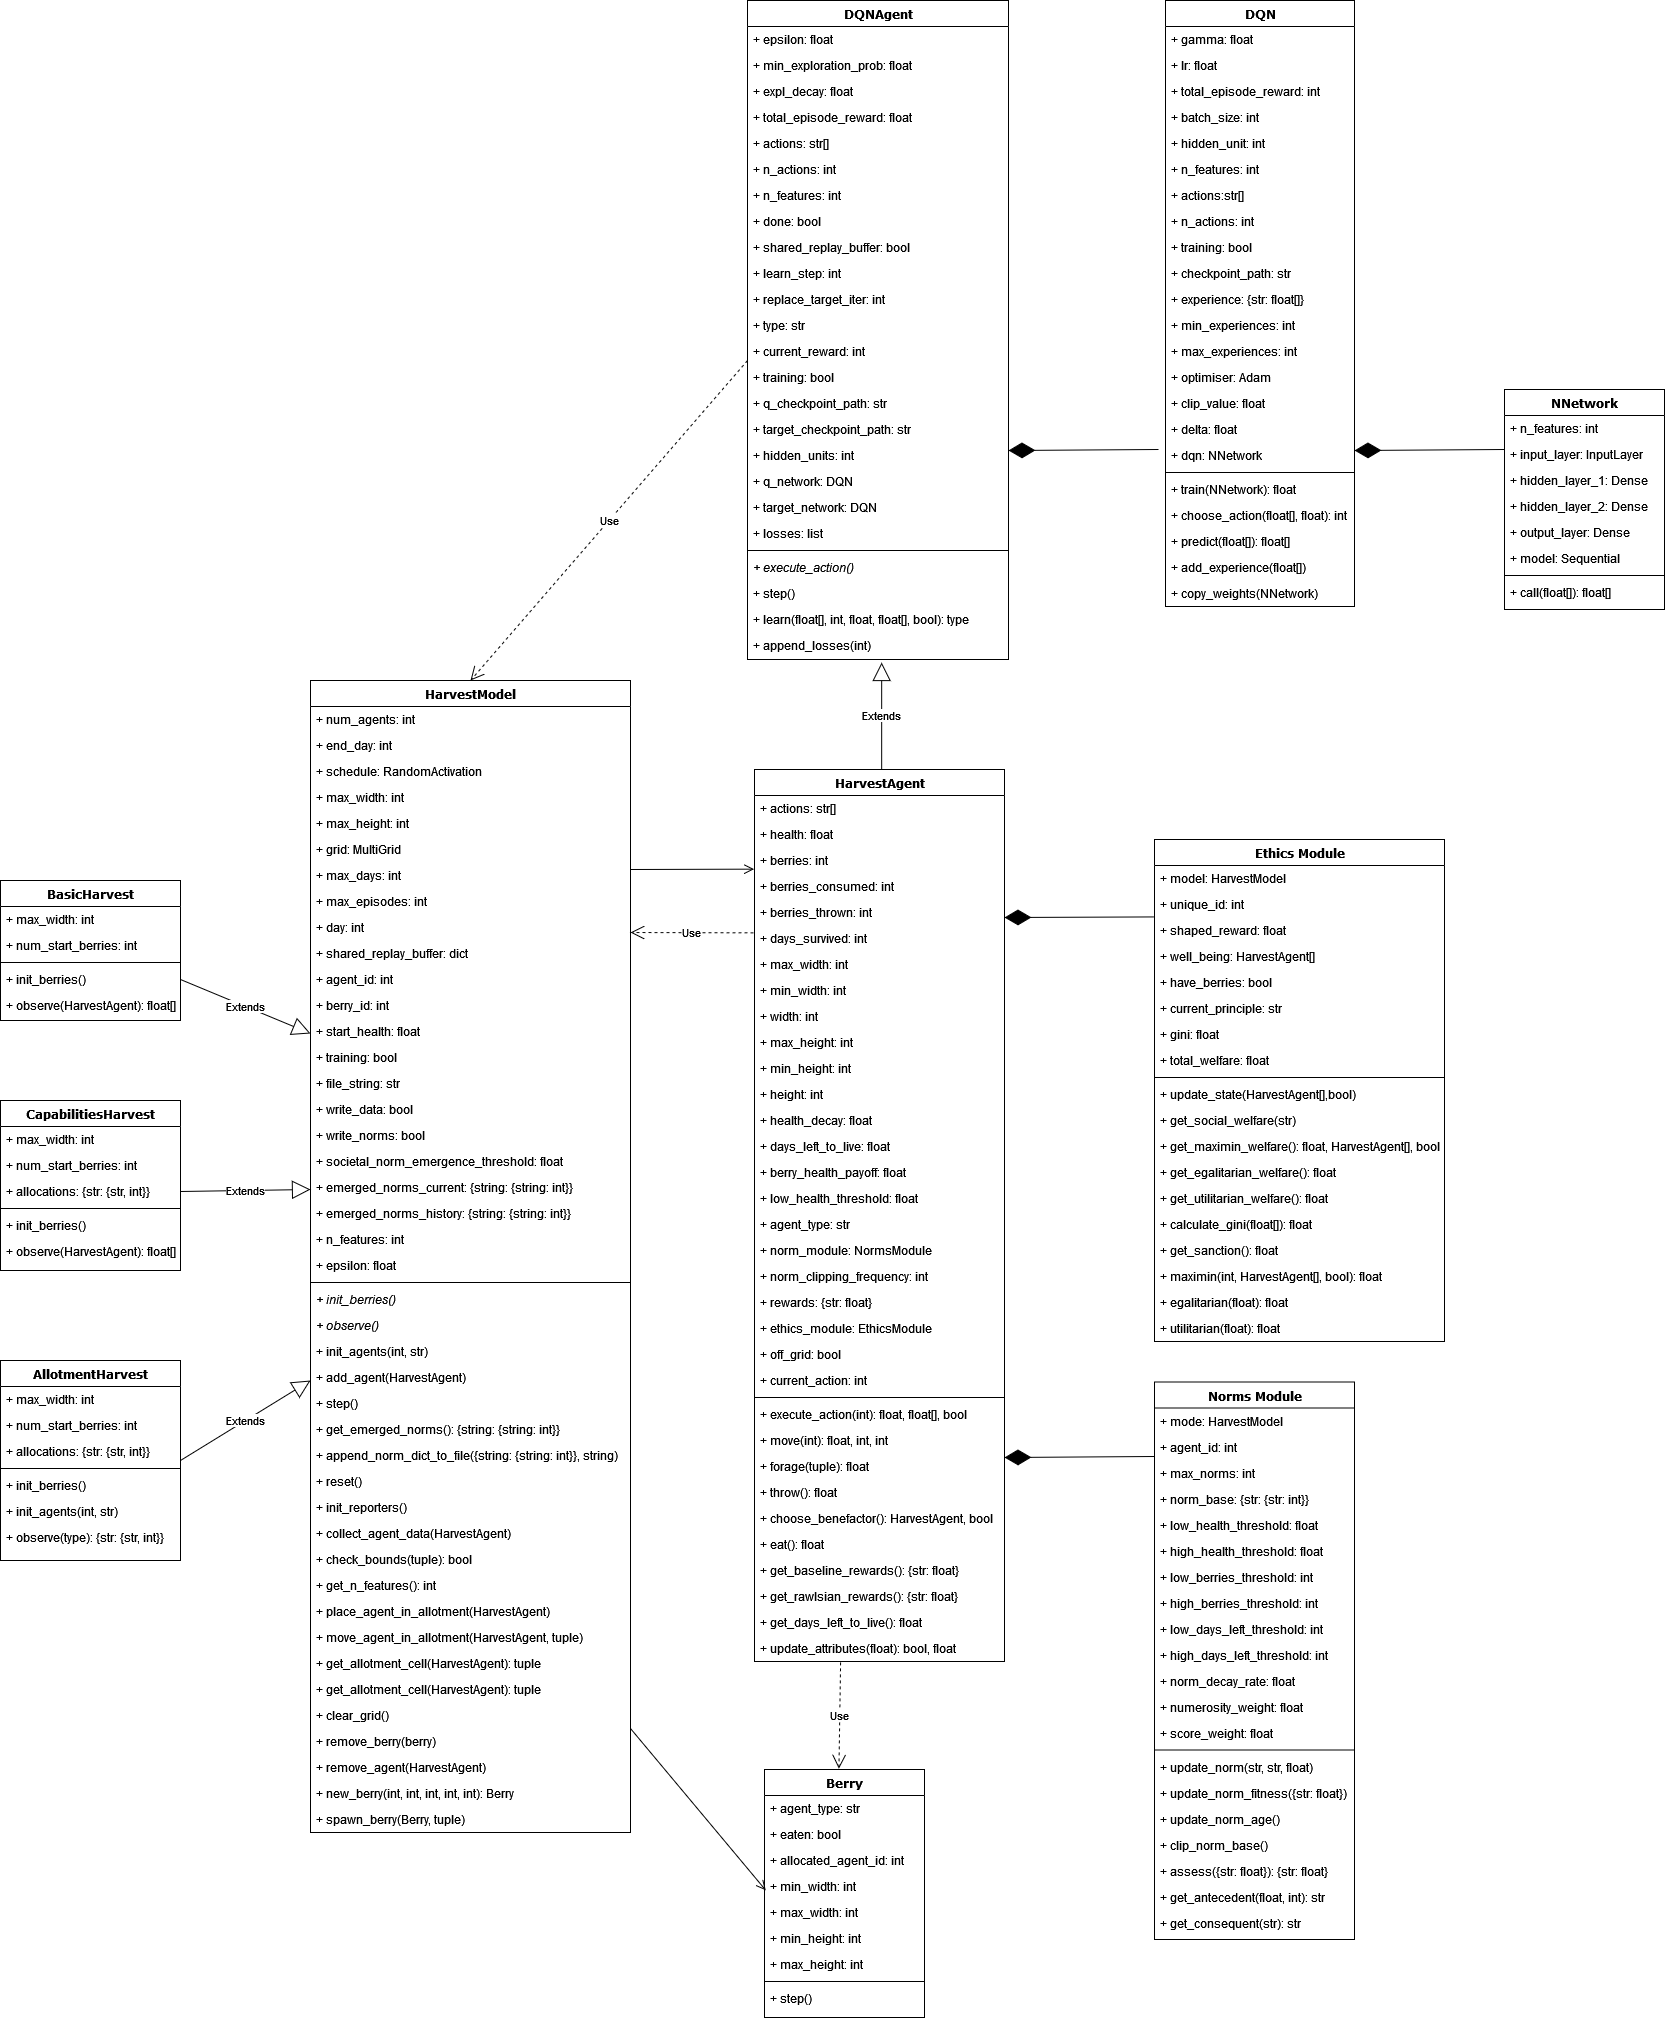 DQNAgent
+ epsilon: float
+ min_exploration_prob: float
+ expl_decay: float
+ total_episode_reward: float
+ actions: str[]
+ n_actions: int
+ n_features: int
+ done: bool
+ shared_replay_buffer: bool
+ learn_step: int
+ replace_target_iter: int
+ type: str
+ current_reward: int
+ training: bool
+ q_checkpoint_path: str
+ target_checkpoint_path: str
+ hidden_units: int
+ q_network: DQN
+ target_network: DQN
+ losses: list
+ execute_action()
+ step()
+ learn(float[], int, float, float[], bool): type
+ append_losses(int)
DQN
+ gamma: float
+ lr: float
+ total_episode_reward: int
+ batch_size: int
+ hidden_unit: int
+ n_features: int
+ actions:str[]
+ n_actions: int
+ training: bool
+ checkpoint_path: str
+ experience: {str: float[]}
+ min_experiences: int
+ max_experiences: int
+ optimiser: Adam
+ clip_value: float
+ delta: float
+ dqn: NNetwork
+ train(NNetwork): float
+ choose_action(float[], float): int
+ predict(float[]): float[]
+ add_experience(float[])
+ copy_weights(NNetwork)
NNetwork
+ n_features: int
+ input_layer: InputLayer
+ hidden_layer_1: Dense
+ hidden_layer_2: Dense
+ output_layer: Dense
+ model: Sequential
+ call(float[]): float[]
Use
Extends
HarvestModel
+ num_agents: int
+ end_day: int
+ schedule: RandomActivation
+ max_width: int
+ max_height: int
+ grid: MultiGrid
+ max_days: int
+ max_episodes: int
+ day: int
+ shared_replay_buffer: dict
+ agent_id: int
+ berry_id: int
+ start_health: float
+ training: bool
+ file_string: str
+ write_data: bool
+ write_norms: bool
+ societal_norm_emergence_threshold: float
+ emerged_norms_current: {string: {string: int}}
+ emerged_norms_history: {string: {string: int}}
+ n_features: int
+ epsilon: float
+ init_berries()
+ observe()
+ init_agents(int, str)
+ add_agent(HarvestAgent)
+ step()
+ get_emerged_norms(): {string: {string: int}}
+ append_norm_dict_to_file({string: {string: int}}, string)
+ reset()
+ init_reporters()
+ collect_agent_data(HarvestAgent)
+ check_bounds(tuple): bool
+ get_n_features(): int
+ place_agent_in_allotment(HarvestAgent)
+ move_agent_in_allotment(HarvestAgent, tuple)
+ get_allotment_cell(HarvestAgent): tuple
+ get_allotment_cell(HarvestAgent): tuple
+ clear_grid()
+ remove_berry(berry)
+ remove_agent(HarvestAgent)
+ new_berry(int, int, int, int, int): Berry
+ spawn_berry(Berry, tuple)
BasicHarvest
+ max_width: int
+ num_start_berries: int
+ init_berries()
+ observe(HarvestAgent): float[]
Extends
CapabilitiesHarvest
+ max_width: int
+ num_start_berries: int
+ allocations: {str: {str, int}}
+ init_berries()
+ observe(HarvestAgent): float[]
Extends
AllotmentHarvest
+ max_width: int
+ num_start_berries: int
+ allocations: {str: {str, int}}
+ init_berries()
+ init_agents(int, str)
+ observe(type): {str: {str, int}}
Extends
HarvestAgent
+ actions: str[]
+ health: float
+ berries: int
+ berries_consumed: int
+ berries_thrown: int
+ days_survived: int
+ max_width: int
+ min_width: int
+ width: int
+ max_height: int
+ min_height: int
+ height: int
+ health_decay: float
+ days_left_to_live: float
+ berry_health_payoff: float
+ low_health_threshold: float
+ agent_type: str
+ norm_module: NormsModule
+ norm_clipping_frequency: int
+ rewards: {str: float}
+ ethics_module: EthicsModule
+ off_grid: bool
+ current_action: int
+ execute_action(int): float, float[], bool
+ move(int): float, int, int
+ forage(tuple): float
+ throw(): float
+ choose_benefactor(): HarvestAgent, bool
+ eat(): float
+ get_baseline_rewards(): {str: float}
+ get_rawlsian_rewards(): {str: float}
+ get_days_left_to_live(): float
+ update_attributes(float): bool, float
Use
Use
Ethics Module
+ model: HarvestModel
+ unique_id: int
+ shaped_reward: float
+ well_being: HarvestAgent[]
+ have_berries: bool
+ current_principle: str
+ gini: float
+ total_welfare: float
+ update_state(HarvestAgent[],bool)
+ get_social_welfare(str)
+ get_maximin_welfare(): float, HarvestAgent[], bool
+ get_egalitarian_welfare(): float
+ get_utilitarian_welfare(): float
+ calculate_gini(float[]): float
+ get_sanction(): float
+ maximin(int, HarvestAgent[], bool): float
+ egalitarian(float): float
+ utilitarian(float): float
Norms Module
+ mode: HarvestModel
+ agent_id: int
+ max_norms: int
+ norm_base: {str: {str: int}}
+ low_health_threshold: float
+ high_health_threshold: float
+ low_berries_threshold: int
+ high_berries_threshold: int
+ low_days_left_threshold: int
+ high_days_left_threshold: int
+ norm_decay_rate: float
+ numerosity_weight: float
+ score_weight: float
+ update_norm(str, str, float)
+ update_norm_fitness({str: float})
+ update_norm_age()
+ clip_norm_base()
+ assess({str: float}): {str: float}
+ get_antecedent(float, int): str
+ get_consequent(str): str
Berry
+ agent_type: str
+ eaten: bool
+ allocated_agent_id: int
+ min_width: int
+ max_width: int
+ min_height: int
+ max_height: int
+ step()